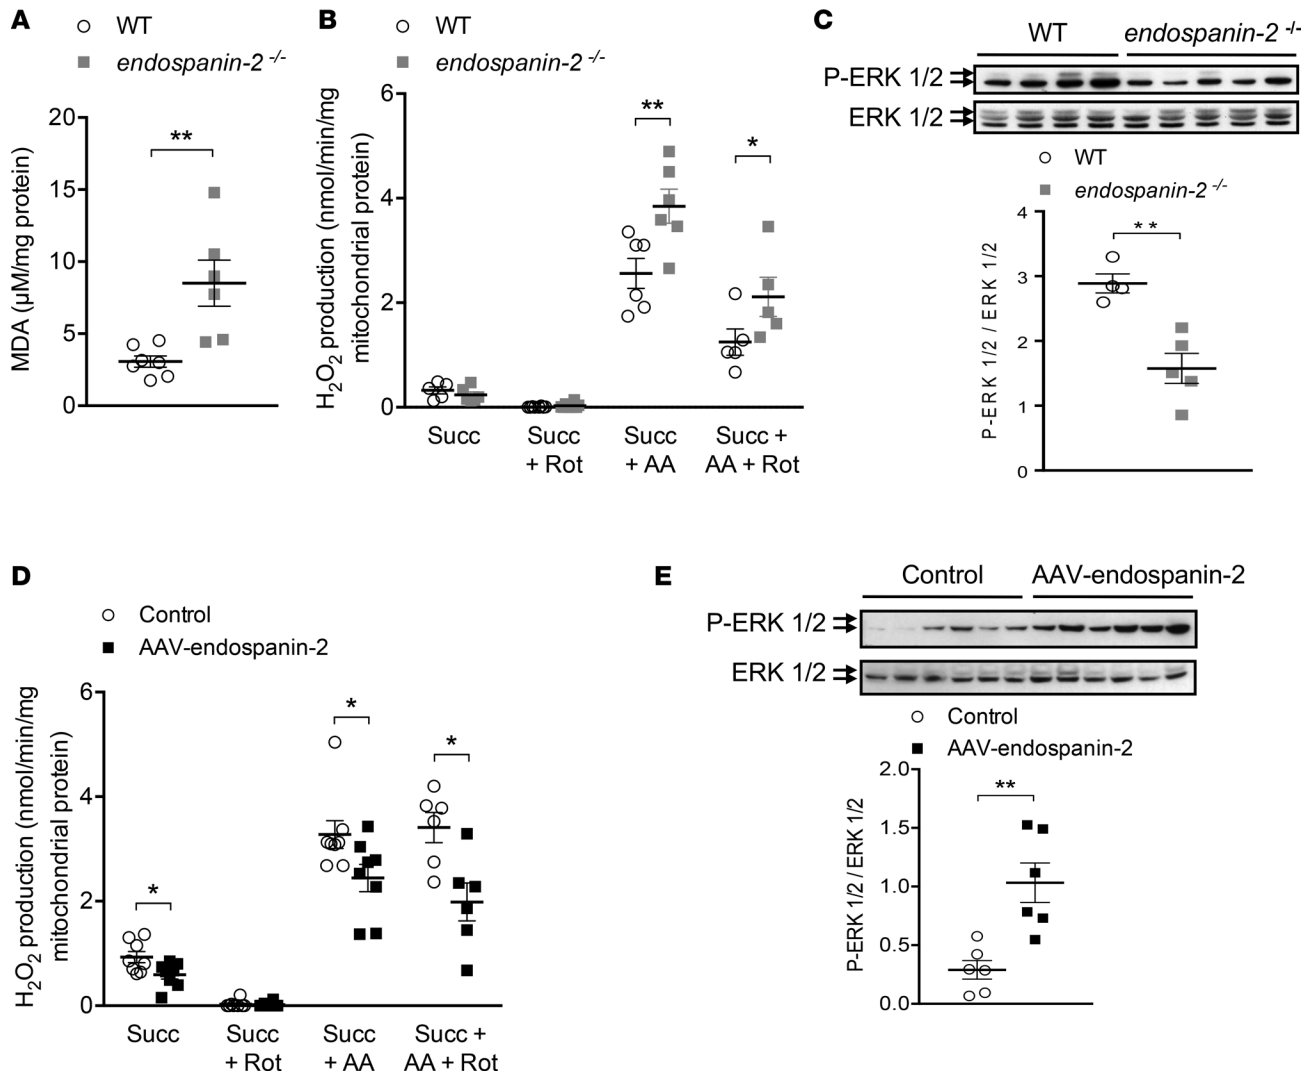 A
WT
endospanin-2 -/-
MDA (µM/mg protein)
20
15
10
5
0
**
B
WT
endospanin-2 -/-
H2O2 production (nmol/min/mg
mitochondrial protein)
6
4
2
0
**
*
Succ
Succ
+ Rot
Succ
+ AA
Succ +
AA + Rot
C
WT
endospanin-2 -/-
P-ERK 1/2
ERK 1/2
WT
endospanin-2 -/-
P-ERK 1/2 / ERK 1/2
4
3
2
1
0
**
D
Control
AAV-endospanin-2
H2O2 production (nmol/min/mg
mitochondrial protein)
6
4
2
0
*
*
*
Succ
Succ
+ Rot
Succ
+ AA
Succ +
AA + Rot
E
Control
AAV-endospanin-2
P-ERK 1/2
ERK 1/2
Control
AAV-endospanin-2
P-ERK 1/2 / ERK 1/2
2.0
1.5
1.0
0.5
0.0
**